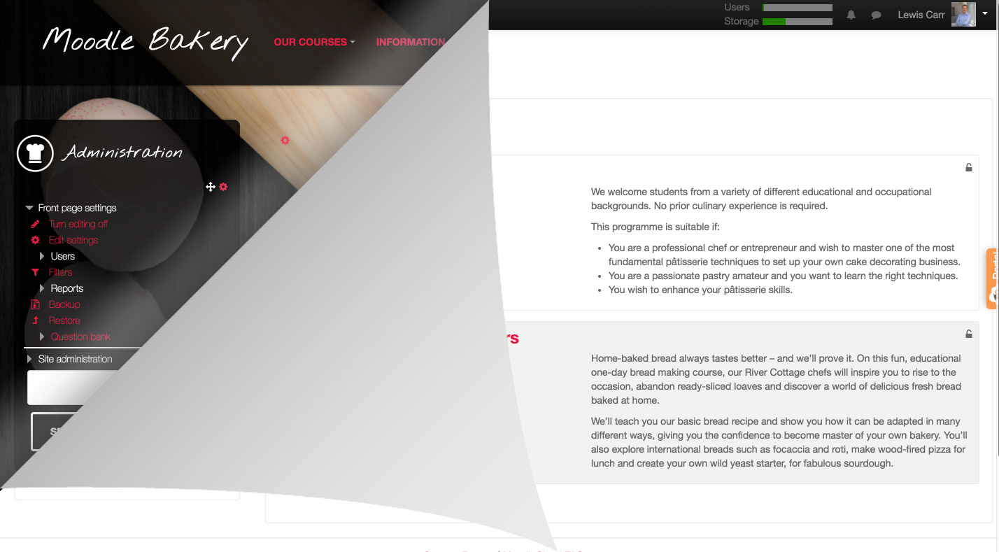 Users
Storage
Lewis Carr
Moodle Bakery
OUR COURSES
INFORMATION
Administration
Front page settings
Turn editing off
Edit settings
Users
Filters
Reports
Backup
Restore
Question bank
Site administration
We welcome students from a variety of different educational and occupational
backgrounds. No prior culinary experience is required.
This programme is suitable if:
• You are a professional chef or entrepreneur and wish to master one of the most
fundamental pâtisserie techniques to set up your own cake decorating business.
• You are a passionate pastry amateur and you want to learn the right techniques.
• You wish to enhance your pâtisserie skills.
rs
Home-baked bread always tastes better – and we’ll prove it. On this fun, educational
one-day bread making course, our River Cottage chefs will inspire you to rise to the
occasion, abandon ready-sliced loaves and discover a world of delicious fresh bread
baked at home.
We’ll teach you our basic bread recipe and show you how it can be adapted in many
different ways, giving you the confidence to become master of your own bakery. You’ll
also explore international breads such as focaccia and roti, make wood-fired pizza for
lunch and create your own wild yeast starter, for fabulous sourdough.